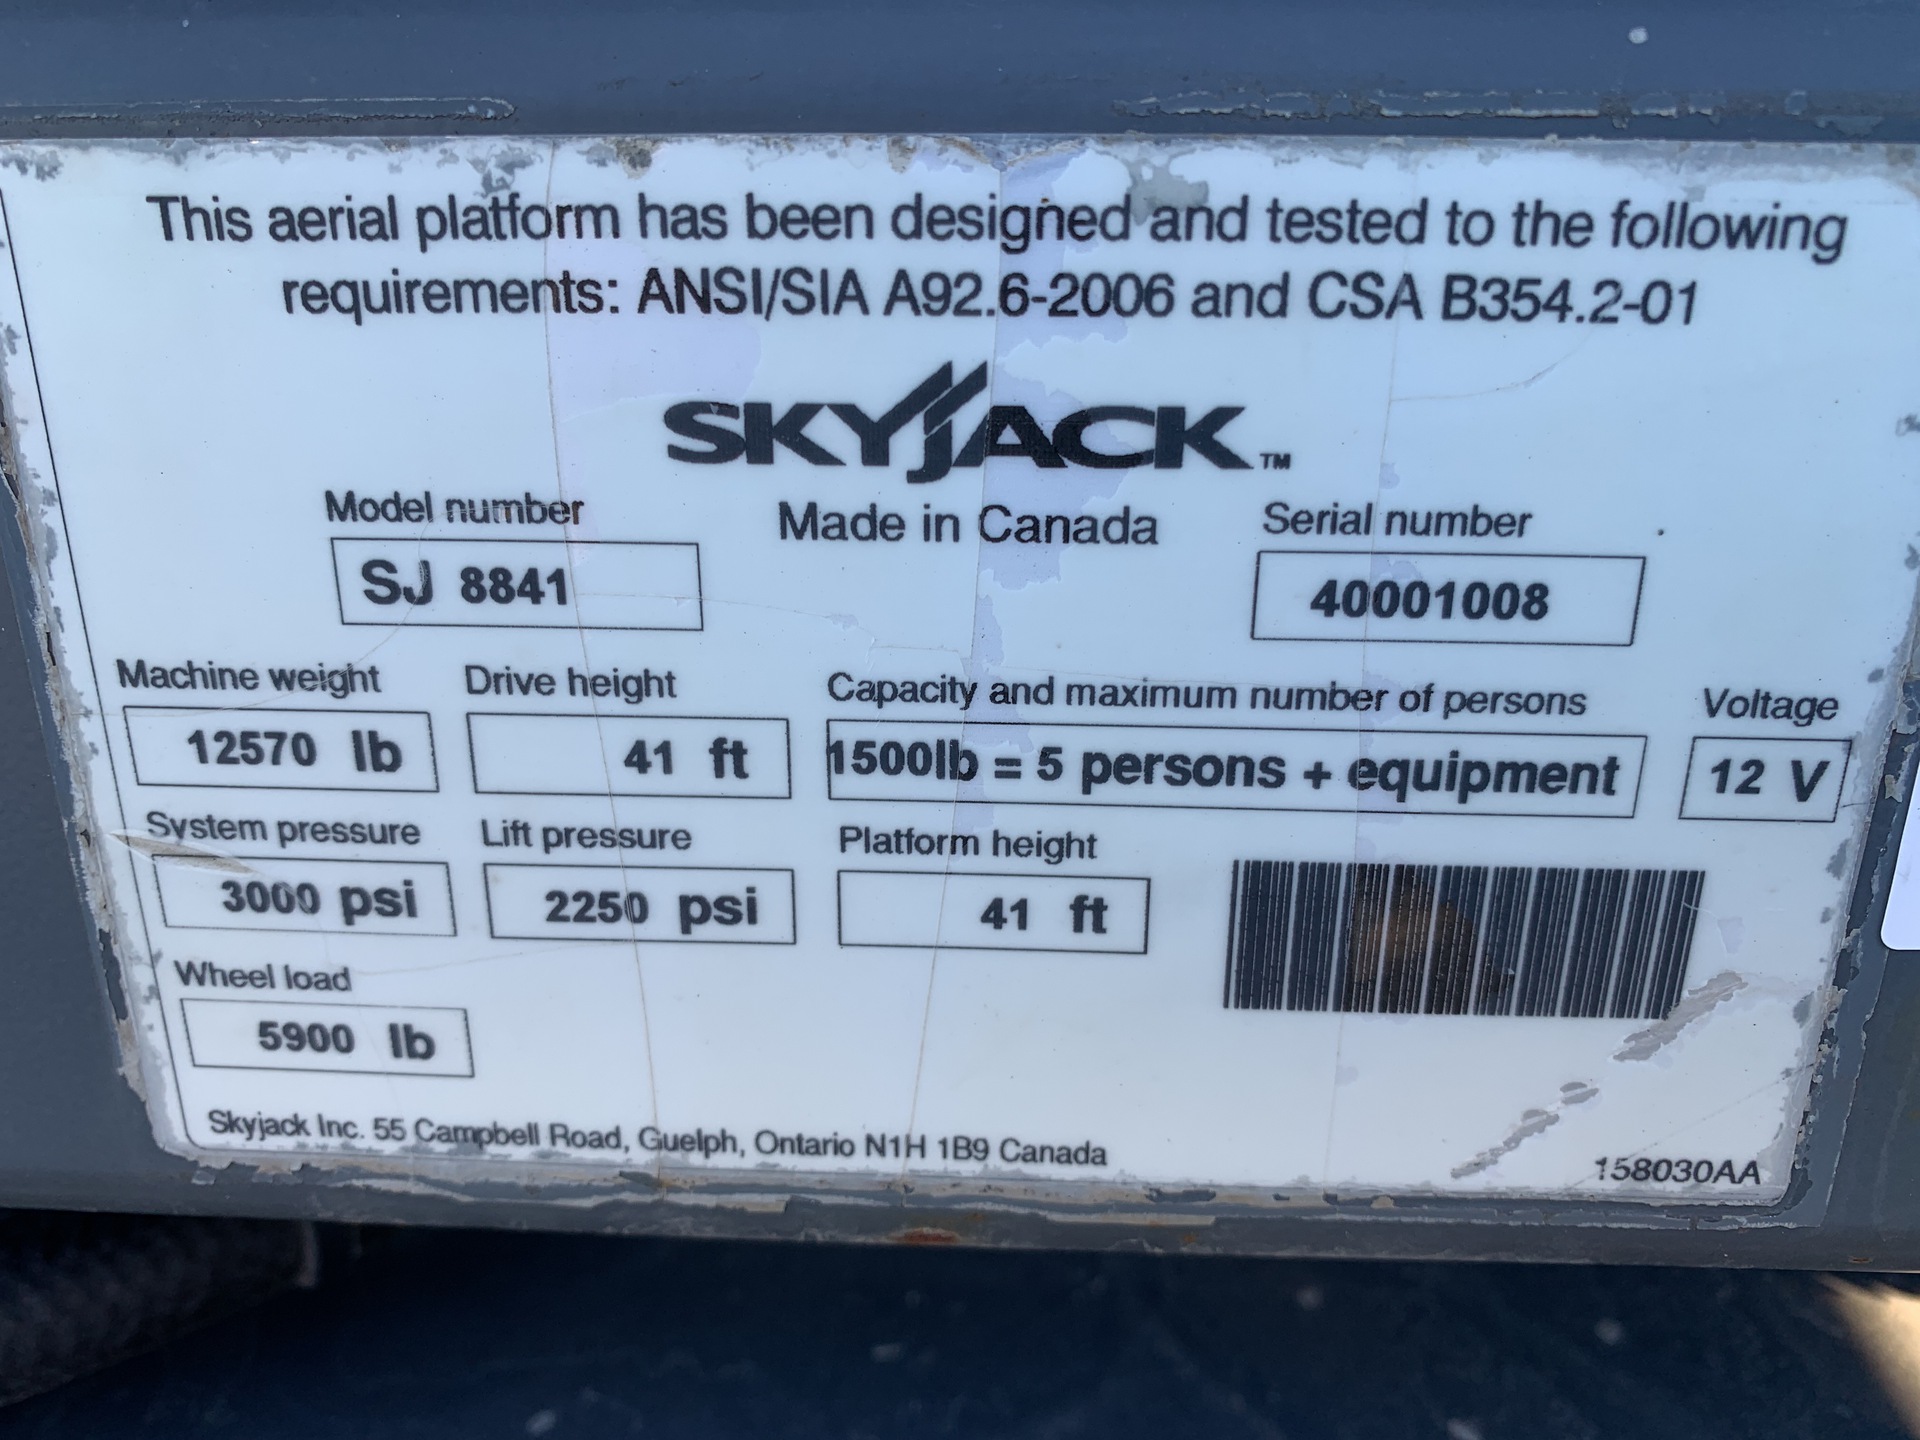 This aerial platform has been designed and tested to the following
requirements: ANSI/SIA A92.6-2006 and CSA B354.2-01
SKYJACK™
Made in Canada
Model number
SJ 8841
Serial number
40001008
Machine weight
12570 lb
Drive height
41 ft
Capacity and maximum number of persons
1500lb = 5 persons + equipment
Voltage
12 V
System pressure
3000 psi
Lift pressure
2250 psi
Platform height
41 ft
Wheel load
5900 lb
Skyjack Inc. 55 Campbell Road, Guelph, Ontario N1H 1B9 Canada
158030AA